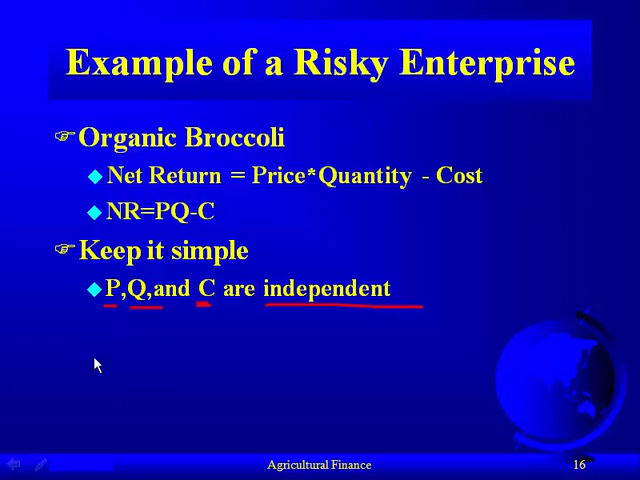 Example of a Risky Enterprise
Organic Broccoli
Net Return = Price*Quantity - Cost
NR=PQ-C
Keep it simple
P,Q,and C are independent
Agricultural Finance 16